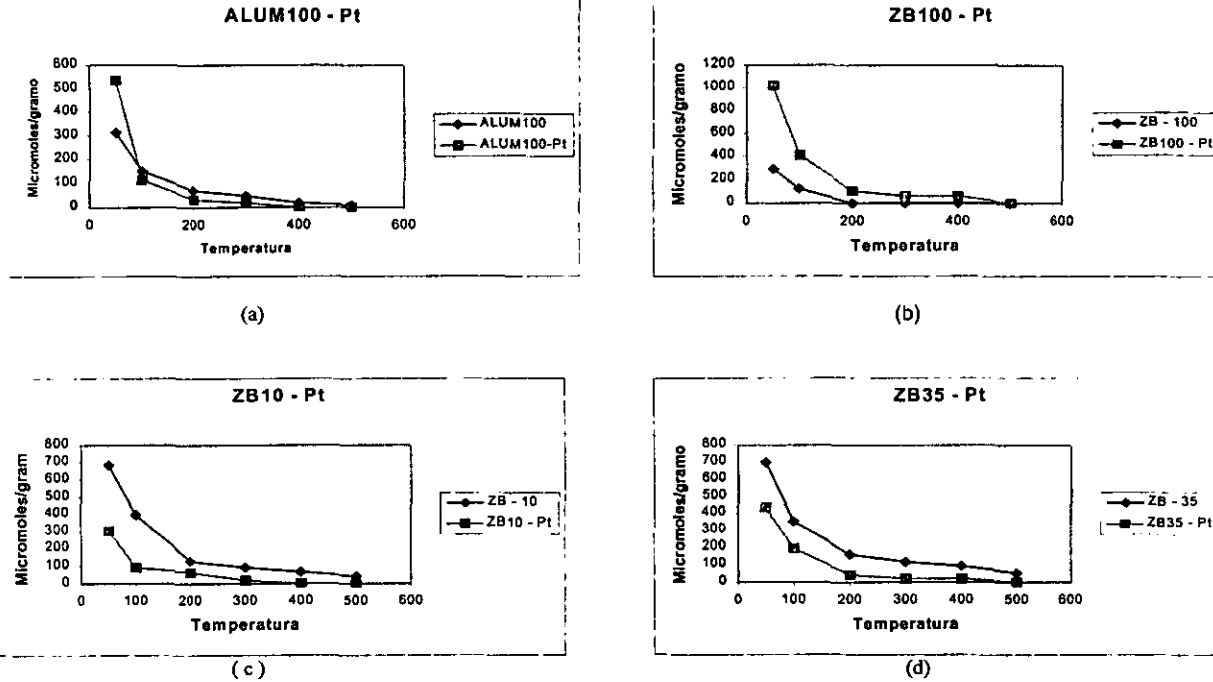 ALUM100 - Pt
Micromoles/gramo
600
500
400
300
200
100
0
0 200 400 600
Temperatura
ALUM100
ALUM100-Pt
(a)
ZB100 - Pt
Micromoles/gramo
1200
1000
800
600
400
200
0
0 200 400 600
Temperatura
ZB - 100
ZB100 - Pt
(b)
ZB10 - Pt
Micromoles/gram
800
700
600
500
400
300
200
100
0
0 100 200 300 400 500 600
Temperatura
ZB - 10
ZB10 - Pt
( c )
ZB35 - Pt
Micromoles/gramo
800
700
600
500
400
300
200
100
0
0 100 200 300 400 500 600
Temperatura
ZB - 35
ZB35 - Pt
(d)